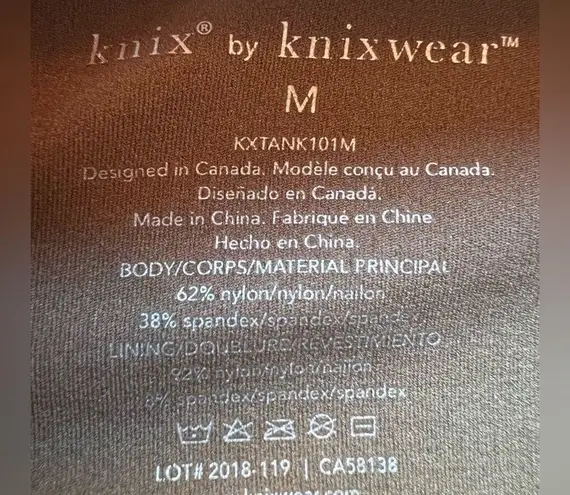 knix® by knixwear™
M
KXTANK101M
Designed in Canada. Modèle conçu au Canada.
Diseñado en Canadá.
Made in China. Fabriqué en Chine
Hecho en China.
BODY/CORPS/MATERIAL PRINCIPAL
62% nylon/nylon/nailon
38% spandex/spandex/spandex
LINING/DOUBLURE/REVESTIMIENTO
92% nylon/nylon/nailon
8% spandex/spandex/spandex
LOT# 2018-119 | CA58138
knixwear.com